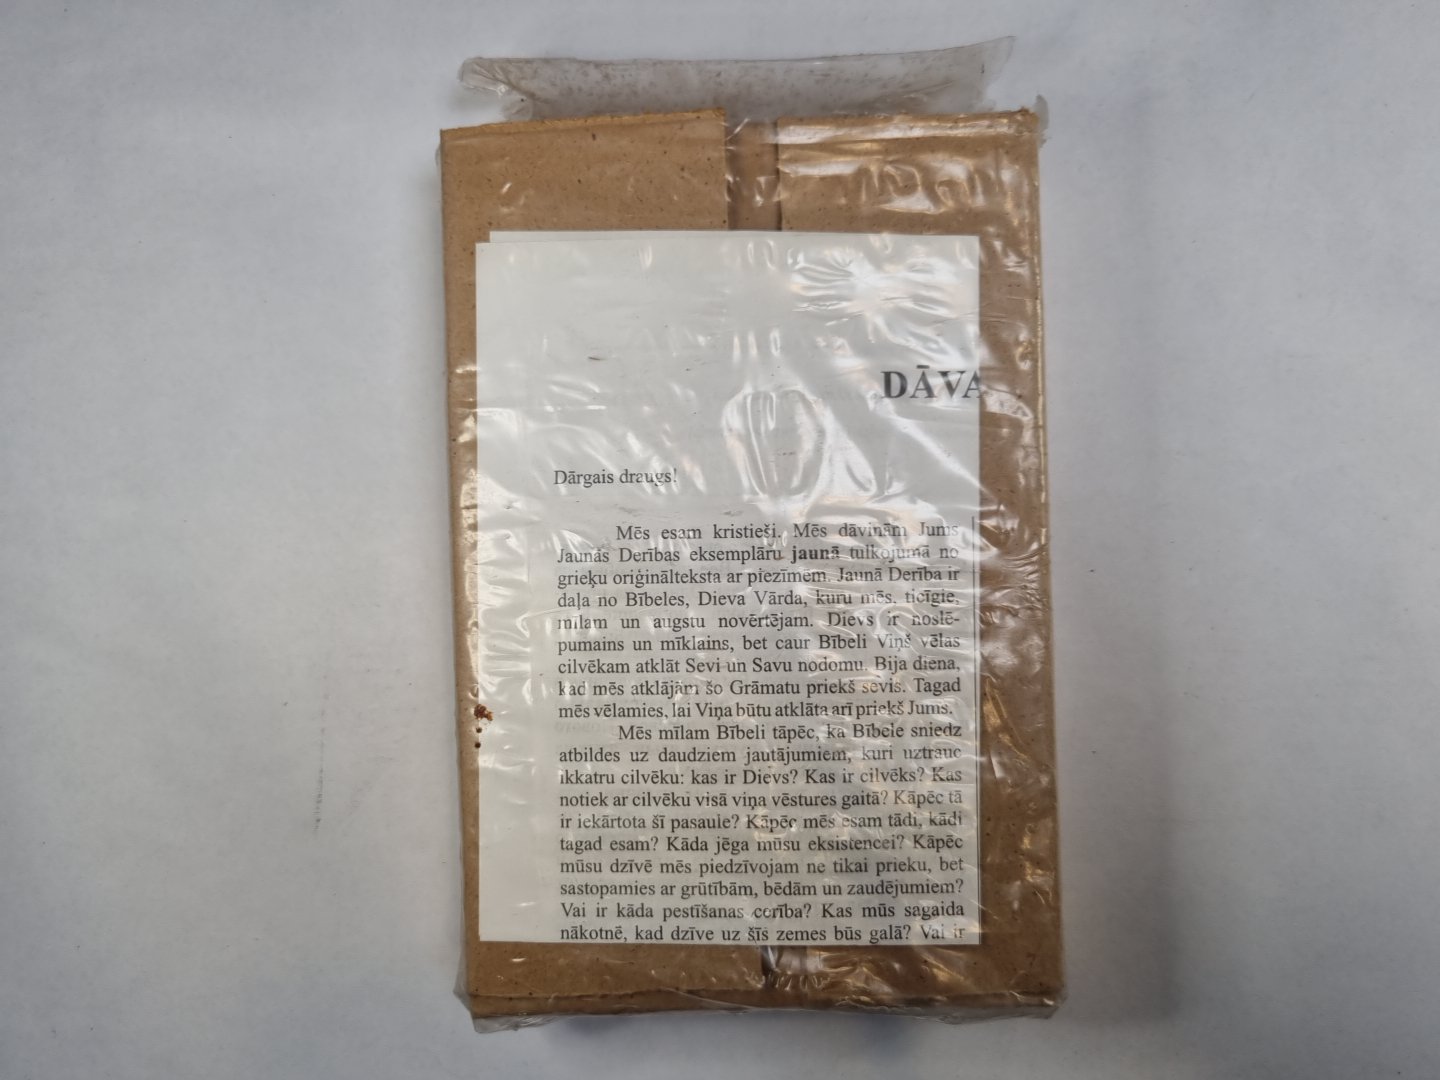 DĀVA
Dārgais draugs!
Mēs esam kristieši. Mēs dāvinām Jums
Jaunās Derības eksemplāru jaunā tulkojumā no
grieķu oriģinālteksta ar piezīmēm. Jaunā Derība ir
daļa no Bībeles, Dieva Vārda, kuru mēs, ticīgie,
mīlam un augstu novērtējam. Dievs ir noslē-
pumains un mīklains, bet caur Bībeli Viņš vēlas
cilvēkam atklāt Sevi un Savu nodomu. Bija diena,
kad mēs atklājām šo Grāmatu priekš sevis. Tagad
mēs vēlamies, lai Viņa būtu atklāta arī priekš Jums.
Mēs mīlam Bībeli tāpēc, ka Bībele sniedz
atbildes uz daudziem jautājumiem, kuri uztrauc
ikkatru cilvēku: kas ir Dievs? Kas ir cilvēks? Kas
notiek ar cilvēku visā viņa vēstures gaitā? Kāpēc tā
ir iekārtota šī pasaule? Kāpēc mēs esam tādi, kādi
tagad esam? Kāda jēga mūsu eksistencei? Kāpēc
mūsu dzīvē mēs piedzīvojam ne tikai prieku, bet
sastopamies ar grūtībām, bēdām un zaudējumiem?
Vai ir kāda pestīšanas cerība? Kas mūs sagaida
nākotnē, kad dzīve uz šīs zemes būs galā? Vai ir